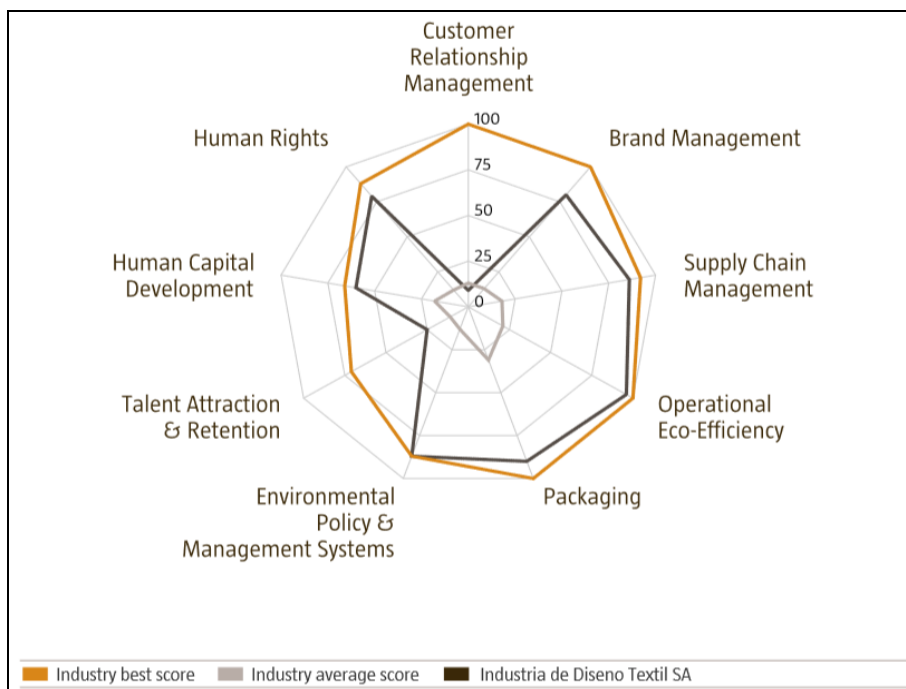 Customer
Relationship
Management
Human Rights
Brand Management
100
75
50
25
0
Human Capital
Development
Supply Chain
Management
Talent Attraction
& Retention
Operational
Eco-Efficiency
Environmental
Policy &
Management Systems
Packaging
Industry best score
Industry average score
Industria de Diseno Textil SA